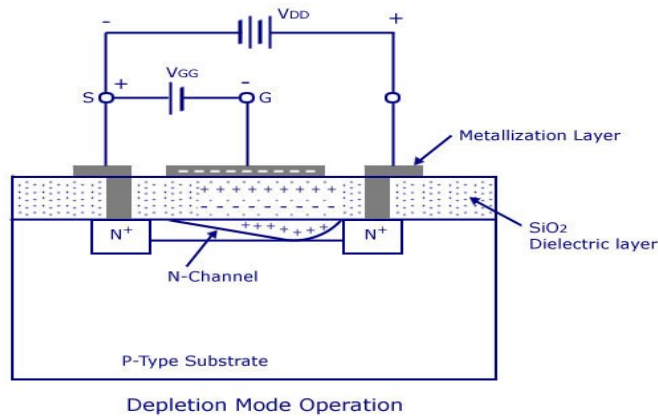 - VDD +
VGG
S + - G
Metallization Layer
+ + + + + + + +
- - - - - - - - -
N+ + + + + + + + + + N+
SiO2
Dielectric layer
N-Channel
P-Type Substrate
Depletion Mode Operation